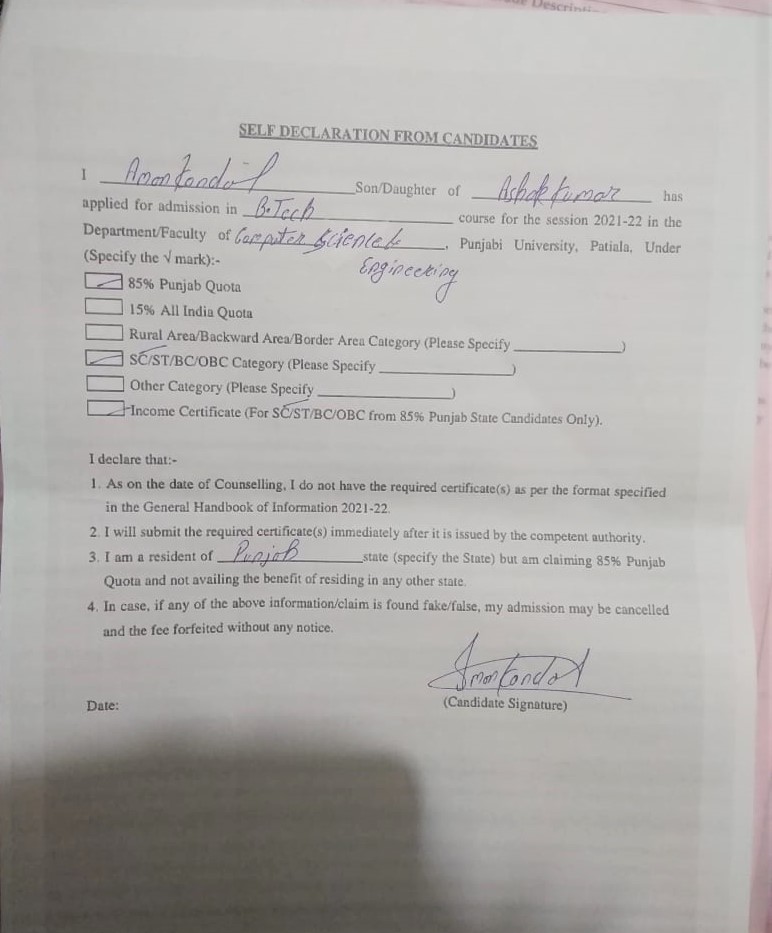 SELF DECLARATION FROM CANDIDATES
I Aman Kandal Son/Daughter of Ashok Kumar has
applied for admission in B.Tech course for the session 2021-22 in the
Department/Faculty of Computer Science & , Punjabi University, Patiala, Under
Engineering
(Specify the √ mark):-
85% Punjab Quota
15% All India Quota
Rural Area/Backward Area/Border Area Category (Please Specify ____________)
SC/ST/BC/OBC Category (Please Specify ____________)
Other Category (Please Specify ____________)
Income Certificate (For SC/ST/BC/OBC from 85% Punjab State Candidates Only).
I declare that:-
1. As on the date of Counselling, I do not have the required certificate(s) as per the format specified
in the General Handbook of Information 2021-22.
2. I will submit the required certificate(s) immediately after it is issued by the competent authority.
3. I am a resident of Punjab state (specify the State) but am claiming 85% Punjab
Quota and not availing the benefit of residing in any other state.
4. In case, if any of the above information/claim is found fake/false, my admission may be cancelled
and the fee forfeited without any notice.
Aman Kandal
Date:
(Candidate Signature)